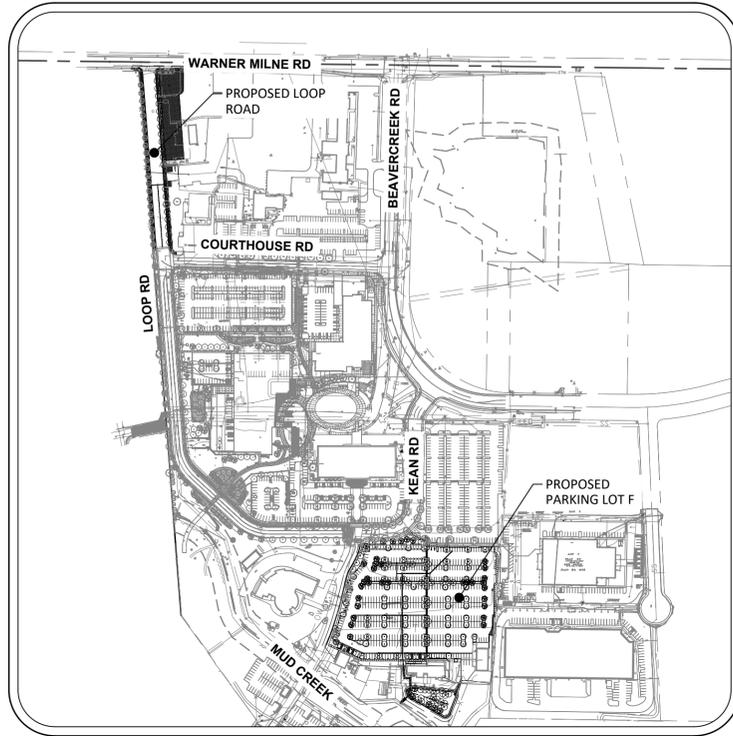 WARNER MILNE RD
PROPOSED LOOP
ROAD
BEAVERCREEK RD
COURTHOUSE RD
LOOP RD
KEAN RD
PROPOSED
PARKING LOT F
MUD CREEK